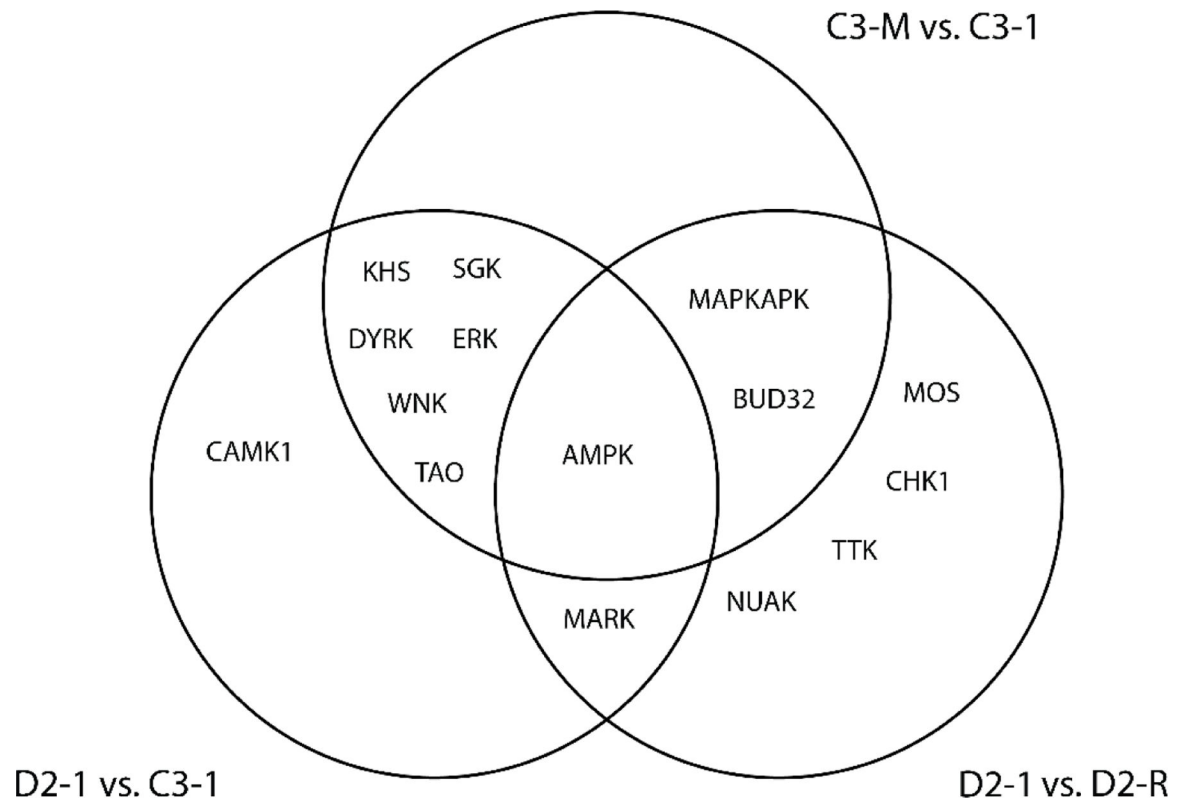 C3-M vs. C3-1
KHS SGK
MAPKAPK
DYRK ERK
WNK
BUD32
MOS
CAMK1
TAO
AMPK
CHK1
TTK
MARK
NUAK
D2-1 vs. C3-1
D2-1 vs. D2-R